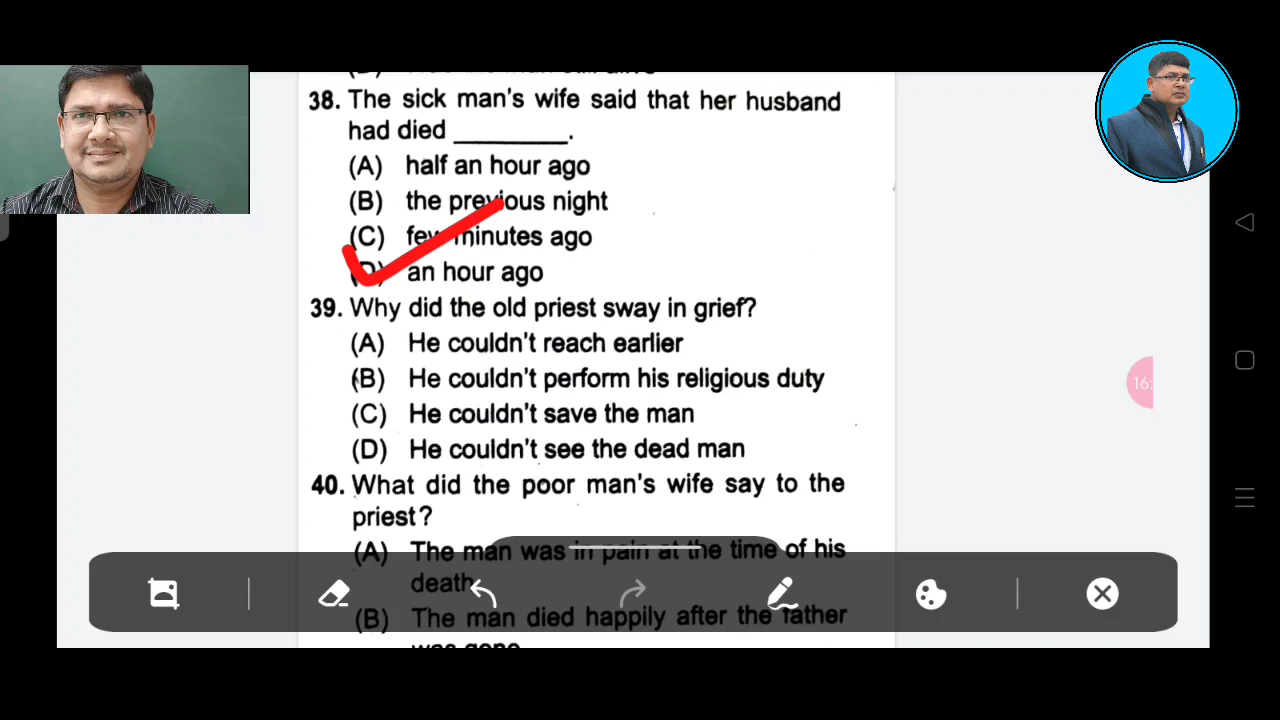 38. The sick man's wife said that her husband
had died ________.
(A) half an hour ago
(B) the previous night
(C) few minutes ago
(D) an hour ago
39. Why did the old priest sway in grief?
(A) He couldn't reach earlier
(B) He couldn't perform his religious duty
(C) He couldn't save the man
(D) He couldn't see the dead man
40. What did the poor man's wife say to the
priest?
(A) The man was in pain at the time of his
death
(B) The man died happily after the father
was gone
16: